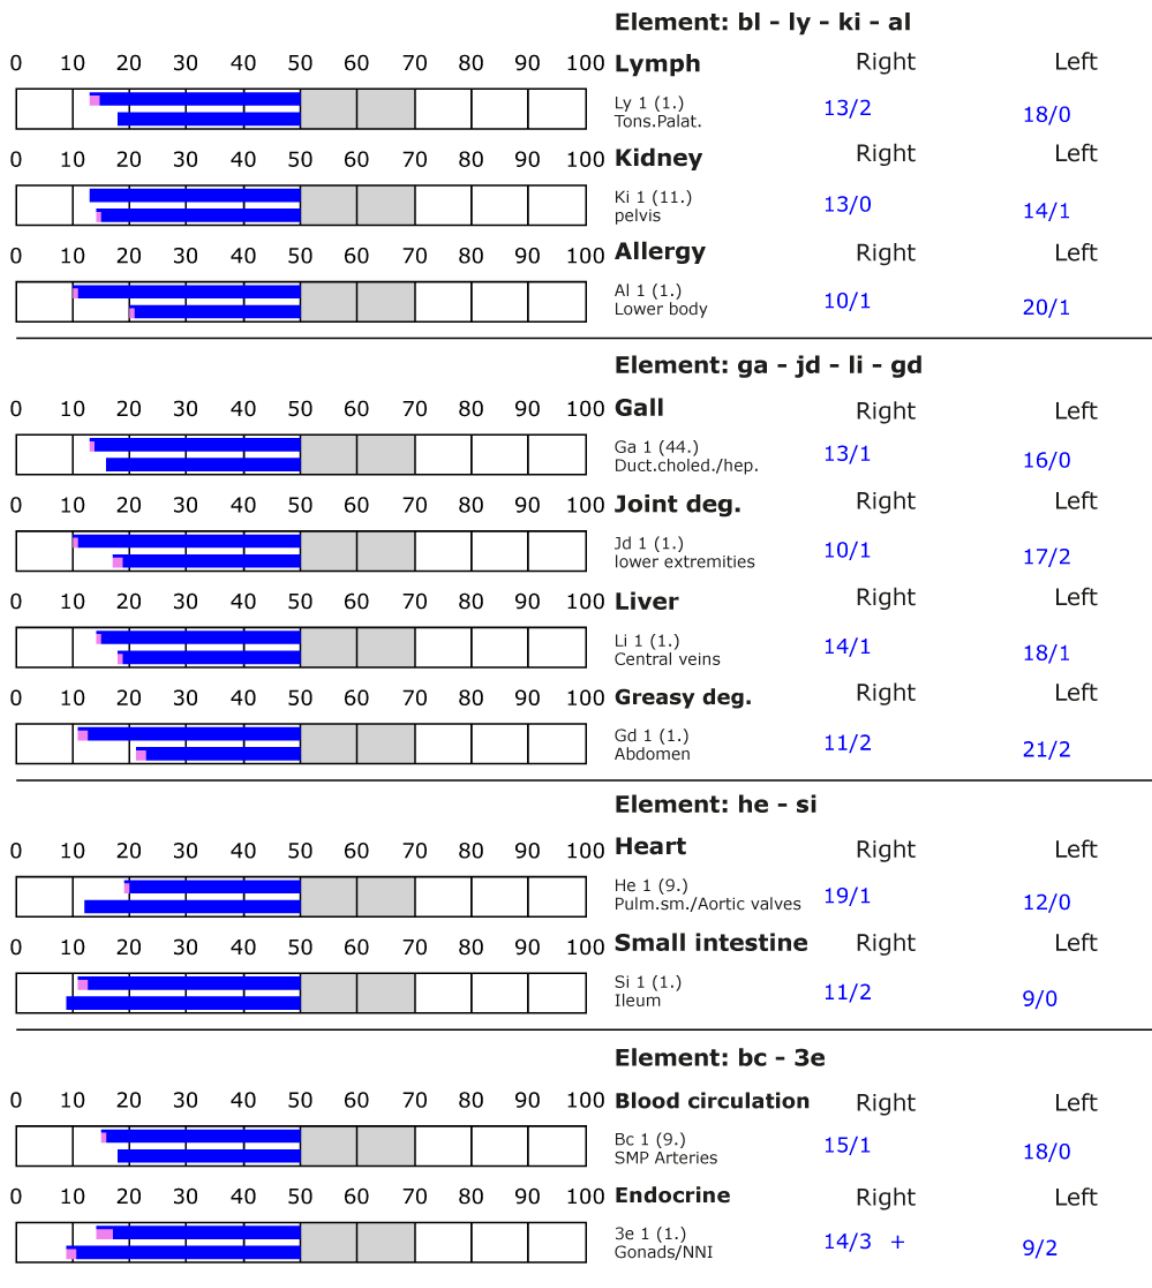 Element: bl - ly - ki - al
0 10 20 30 40 50 60 70 80 90 100 Lymph Right Left
Ly 1 (1.) 13/2 18/0
Tons.Palat.
0 10 20 30 40 50 60 70 80 90 100 Kidney Right Left
Ki 1 (11.) 13/0 14/1
pelvis
0 10 20 30 40 50 60 70 80 90 100 Allergy Right Left
Al 1 (1.) 10/1 20/1
Lower body
Element: ga - jd - li - gd
0 10 20 30 40 50 60 70 80 90 100 Gall Right Left
Ga 1 (44.) 13/1 16/0
Duct.choled./hep.
0 10 20 30 40 50 60 70 80 90 100 Joint deg. Right Left
Jd 1 (1.) 10/1 17/2
lower extremities
0 10 20 30 40 50 60 70 80 90 100 Liver Right Left
Li 1 (1.) 14/1 18/1
Central veins
0 10 20 30 40 50 60 70 80 90 100 Greasy deg. Right Left
Gd 1 (1.) 11/2 21/2
Abdomen
Element: he - si
0 10 20 30 40 50 60 70 80 90 100 Heart Right Left
He 1 (9.) 19/1 12/0
Pulm.sm./Aortic valves
0 10 20 30 40 50 60 70 80 90 100 Small intestine Right Left
Si 1 (1.) 11/2 9/0
Ileum
Element: bc - 3e
0 10 20 30 40 50 60 70 80 90 100 Blood circulation Right Left
Bc 1 (9.) 15/1 18/0
SMP Arteries
0 10 20 30 40 50 60 70 80 90 100 Endocrine Right Left
3e 1 (1.) 14/3 + 9/2
Gonads/NNI